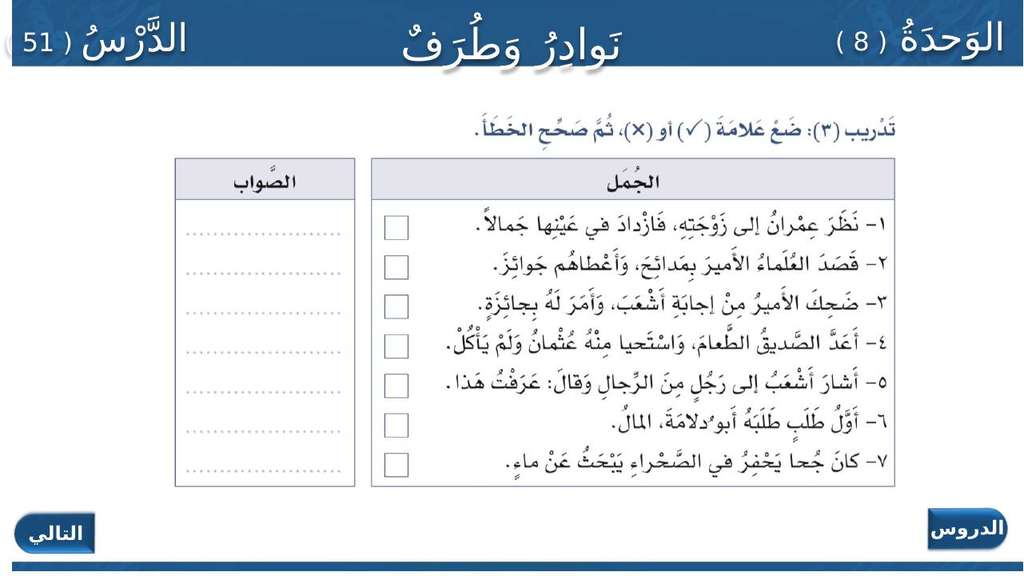 الوَحدَةُ ( 8 )
نَوادِرُ وَطُرَفٌ
الدَّرْسُ ( 51
تَدْريب (٣): ضَعْ عَلامَةَ (✓) أو (×)، ثُمَّ صَحِّحِ الخَطَأَ.
الجُمَل
الصَّواب
١- نَظَرَ عِمْرانُ إلى زَوْجَتِهِ، فَازْدادَ في عَيْنِها جَمالاً.
٢- قَصَدَ العُلَماءُ الأَميرَ بِمَدائِحَ، وَأَعْطاهُم جَوائِزَ.
٣- ضَحِكَ الأَميرُ مِنْ إجابَةِ أَشْعَبَ، وَأَمَرَ لَهُ بِجائِزَةٍ.
٤- أَعَدَّ الصَّديقُ الطَّعامَ، وَاسْتَحيا مِنْهُ عُثْمانُ وَلَمْ يَأْكُلْ.
٥- أَشارَ أَشْعَبُ إلى رَجُلٍ مِنَ الرِّجالِ وَقالَ: عَرَفْتُ هَذا.
٦- أَوَّلُ طَلَبٍ طَلَبَهُ أَبو دُلامَةَ، المالُ.
٧- كانَ جُحا يَحْفِرُ في الصَّحْراءِ يَبْحَثُ عَنْ ماءٍ.
الدروس
التالي